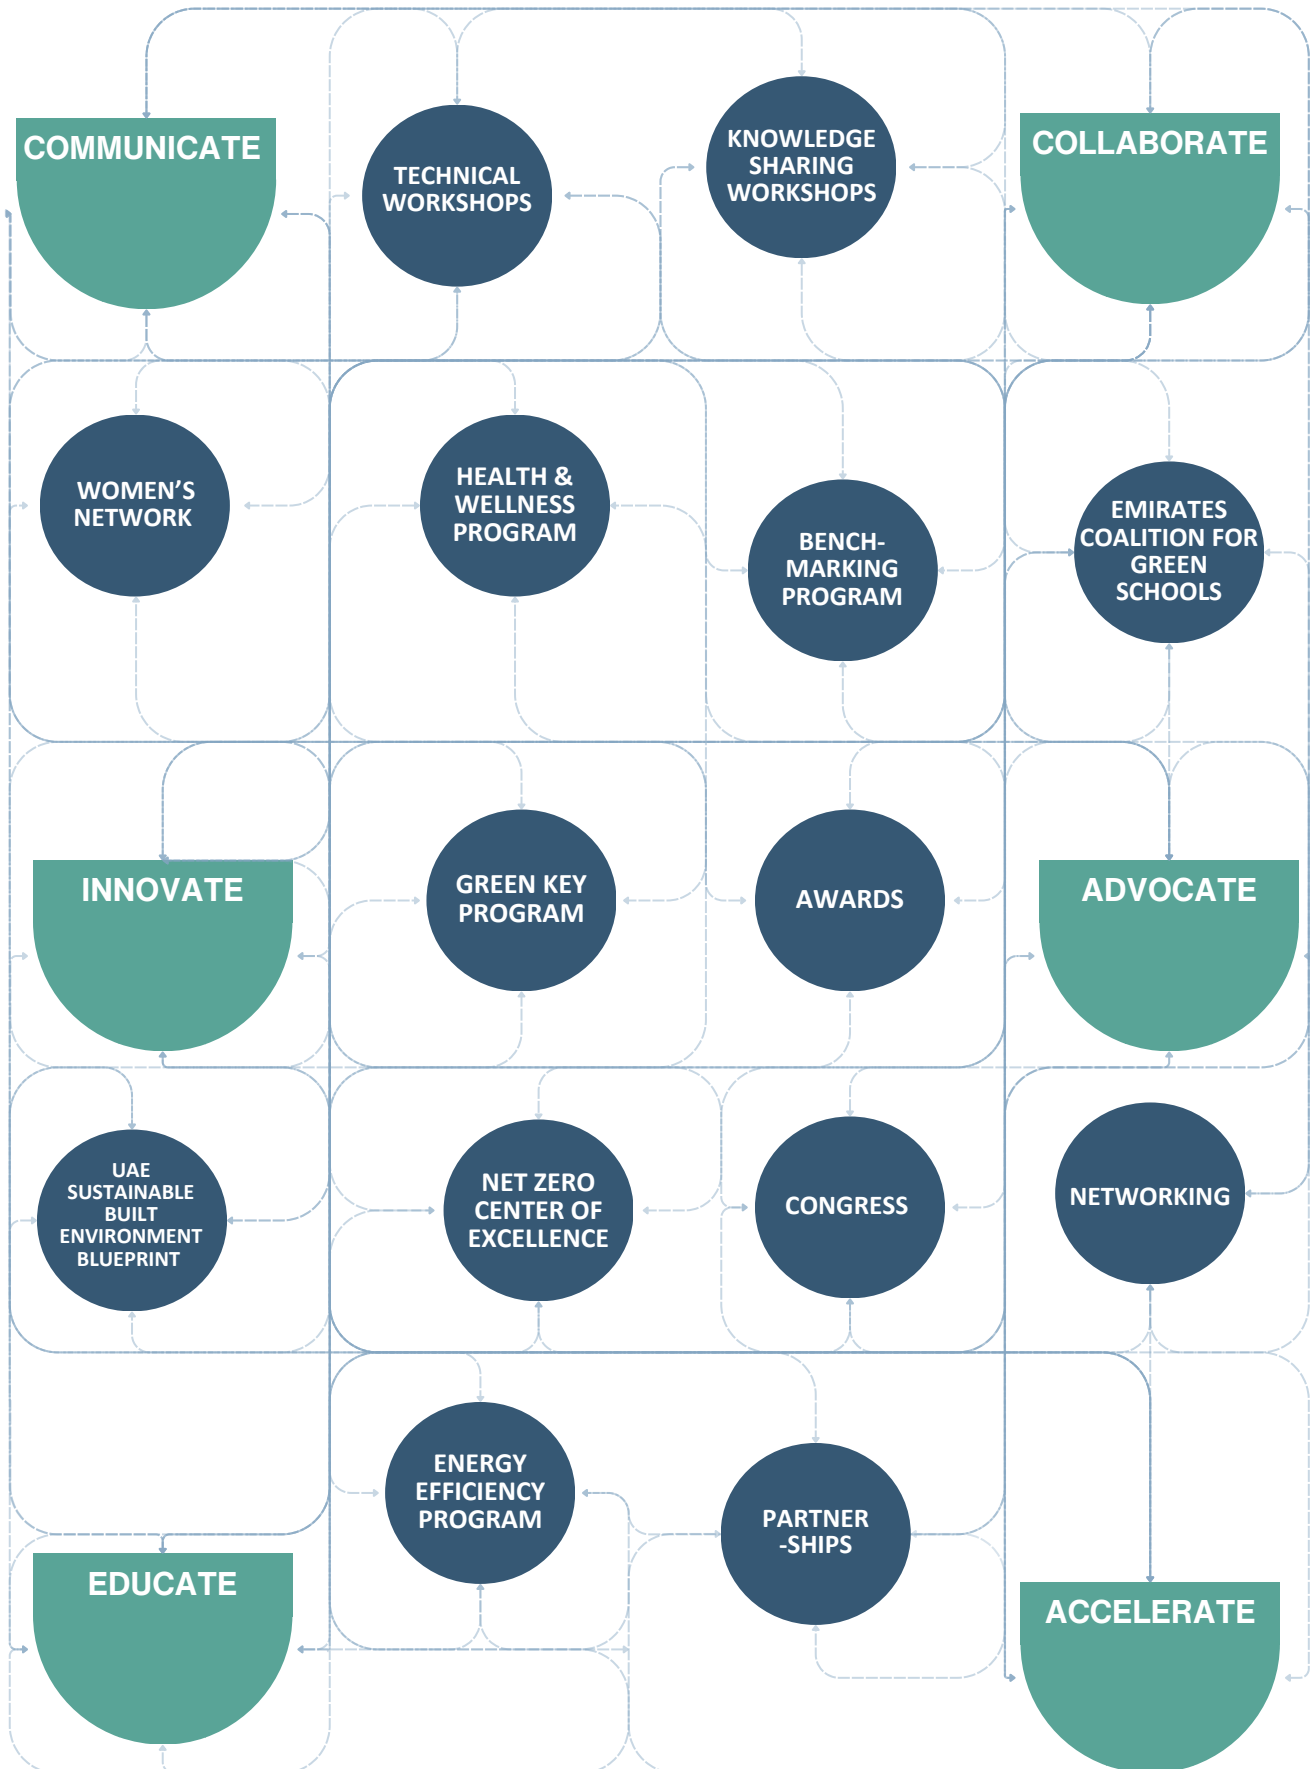 COMMUNICATE
TECHNICAL
WORKSHOPS
KNOWLEDGE
SHARING
WORKSHOPS
COLLABORATE
WOMEN'S
NETWORK
HEALTH &
WELLNESS
PROGRAM
BENCH-
MARKING
PROGRAM
EMIRATES
COALITION FOR
GREEN
SCHOOLS
INNOVATE
GREEN KEY
PROGRAM
AWARDS
ADVOCATE
UAE
SUSTAINABLE
BUILT
ENVIRONMENT
BLUEPRINT
NET ZERO
CENTER OF
EXCELLENCE
CONGRESS
NETWORKING
ENERGY
EFFICIENCY
PROGRAM
PARTNER
-SHIPS
EDUCATE
ACCELERATE